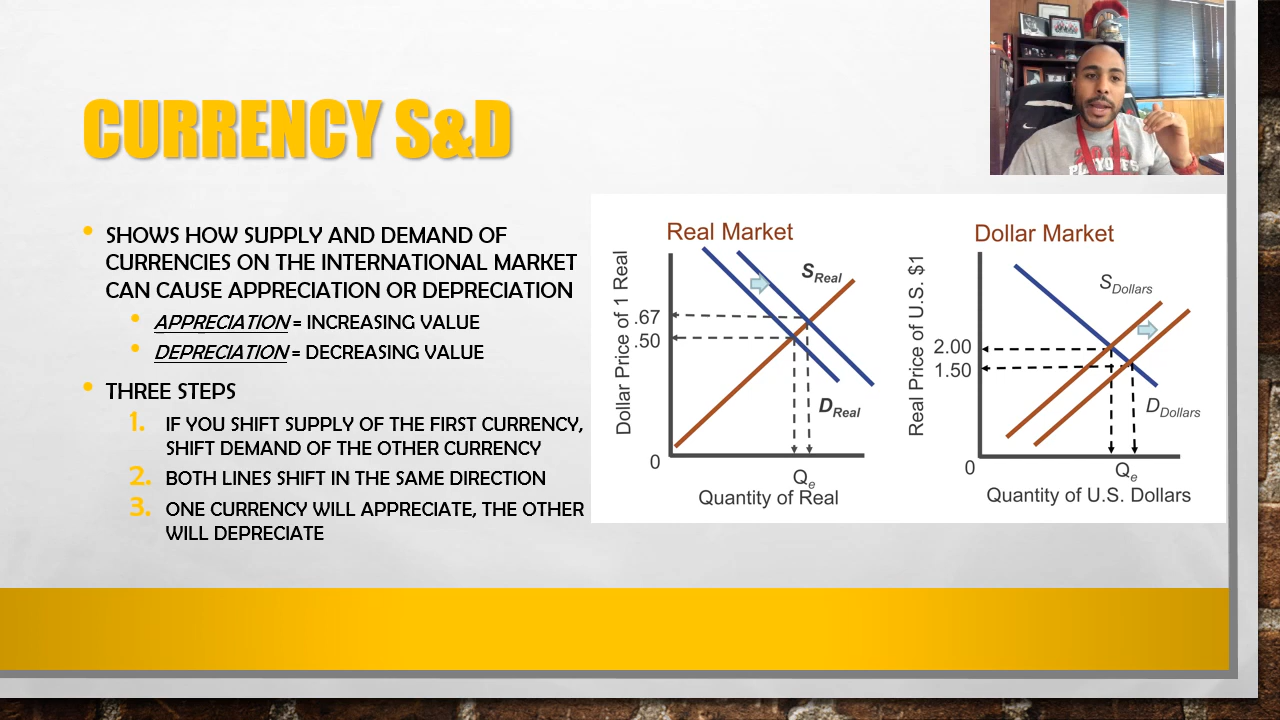 CURRENCY S&D
• SHOWS HOW SUPPLY AND DEMAND OF
CURRENCIES ON THE INTERNATIONAL MARKET
CAN CAUSE APPRECIATION OR DEPRECIATION
• APPRECIATION = INCREASING VALUE
• DEPRECIATION = DECREASING VALUE
• THREE STEPS
1. IF YOU SHIFT SUPPLY OF THE FIRST CURRENCY,
SHIFT DEMAND OF THE OTHER CURRENCY
2. BOTH LINES SHIFT IN THE SAME DIRECTION
3. ONE CURRENCY WILL APPRECIATE, THE OTHER
WILL DEPRECIATE
Real Market
Dollar Price of 1 Real
SReal
.67
.50
DReal
0
Qe
Quantity of Real
Dollar Market
Real Price of U.S. $1
SDollars
2.00
1.50
DDollars
0
Qe
Quantity of U.S. Dollars
PLAYOFFS